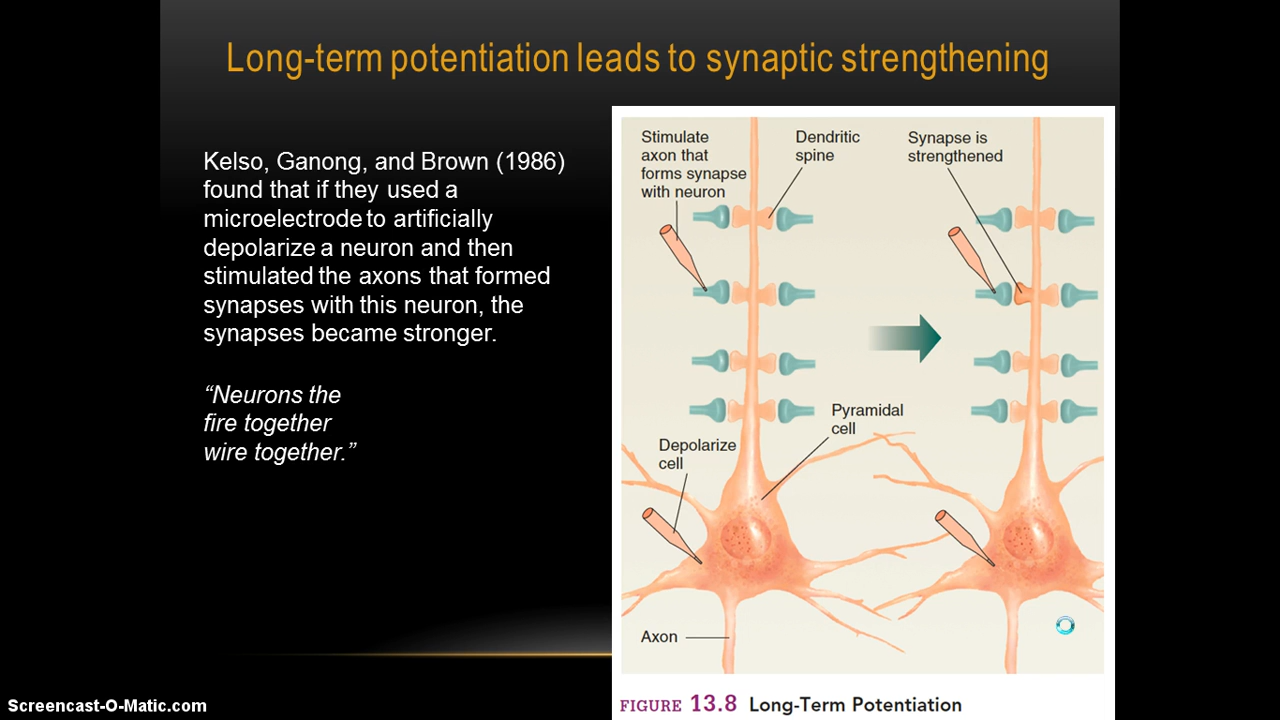 Long-term potentiation leads to synaptic strengthening
Kelso, Ganong, and Brown (1986)
found that if they used a
microelectrode to artificially
depolarize a neuron and then
stimulated the axons that formed
synapses with this neuron, the
synapses became stronger.
“Neurons the
fire together
wire together.”
Stimulate
axon that
forms synapse
with neuron
Dendritic
spine
Synapse is
strengthened
Pyramidal
cell
Depolarize
cell
Axon
FIGURE 13.8 Long-Term Potentiation
Screencast-O-Matic.com